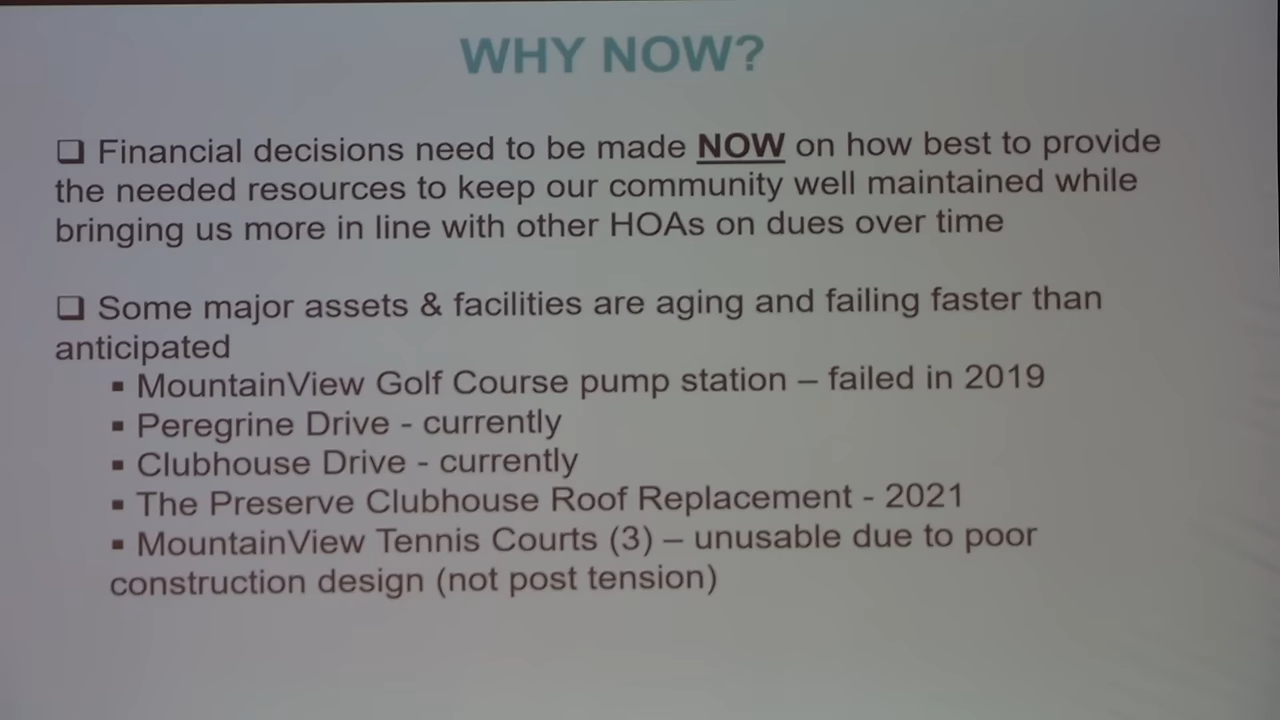 WHY NOW?
❑ Financial decisions need to be made NOW on how best to provide
the needed resources to keep our community well maintained while
bringing us more in line with other HOAs on dues over time
❑ Some major assets & facilities are aging and failing faster than
anticipated
▪ MountainView Golf Course pump station – failed in 2019
▪ Peregrine Drive - currently
▪ Clubhouse Drive - currently
▪ The Preserve Clubhouse Roof Replacement - 2021
▪ MountainView Tennis Courts (3) – unusable due to poor
construction design (not post tension)